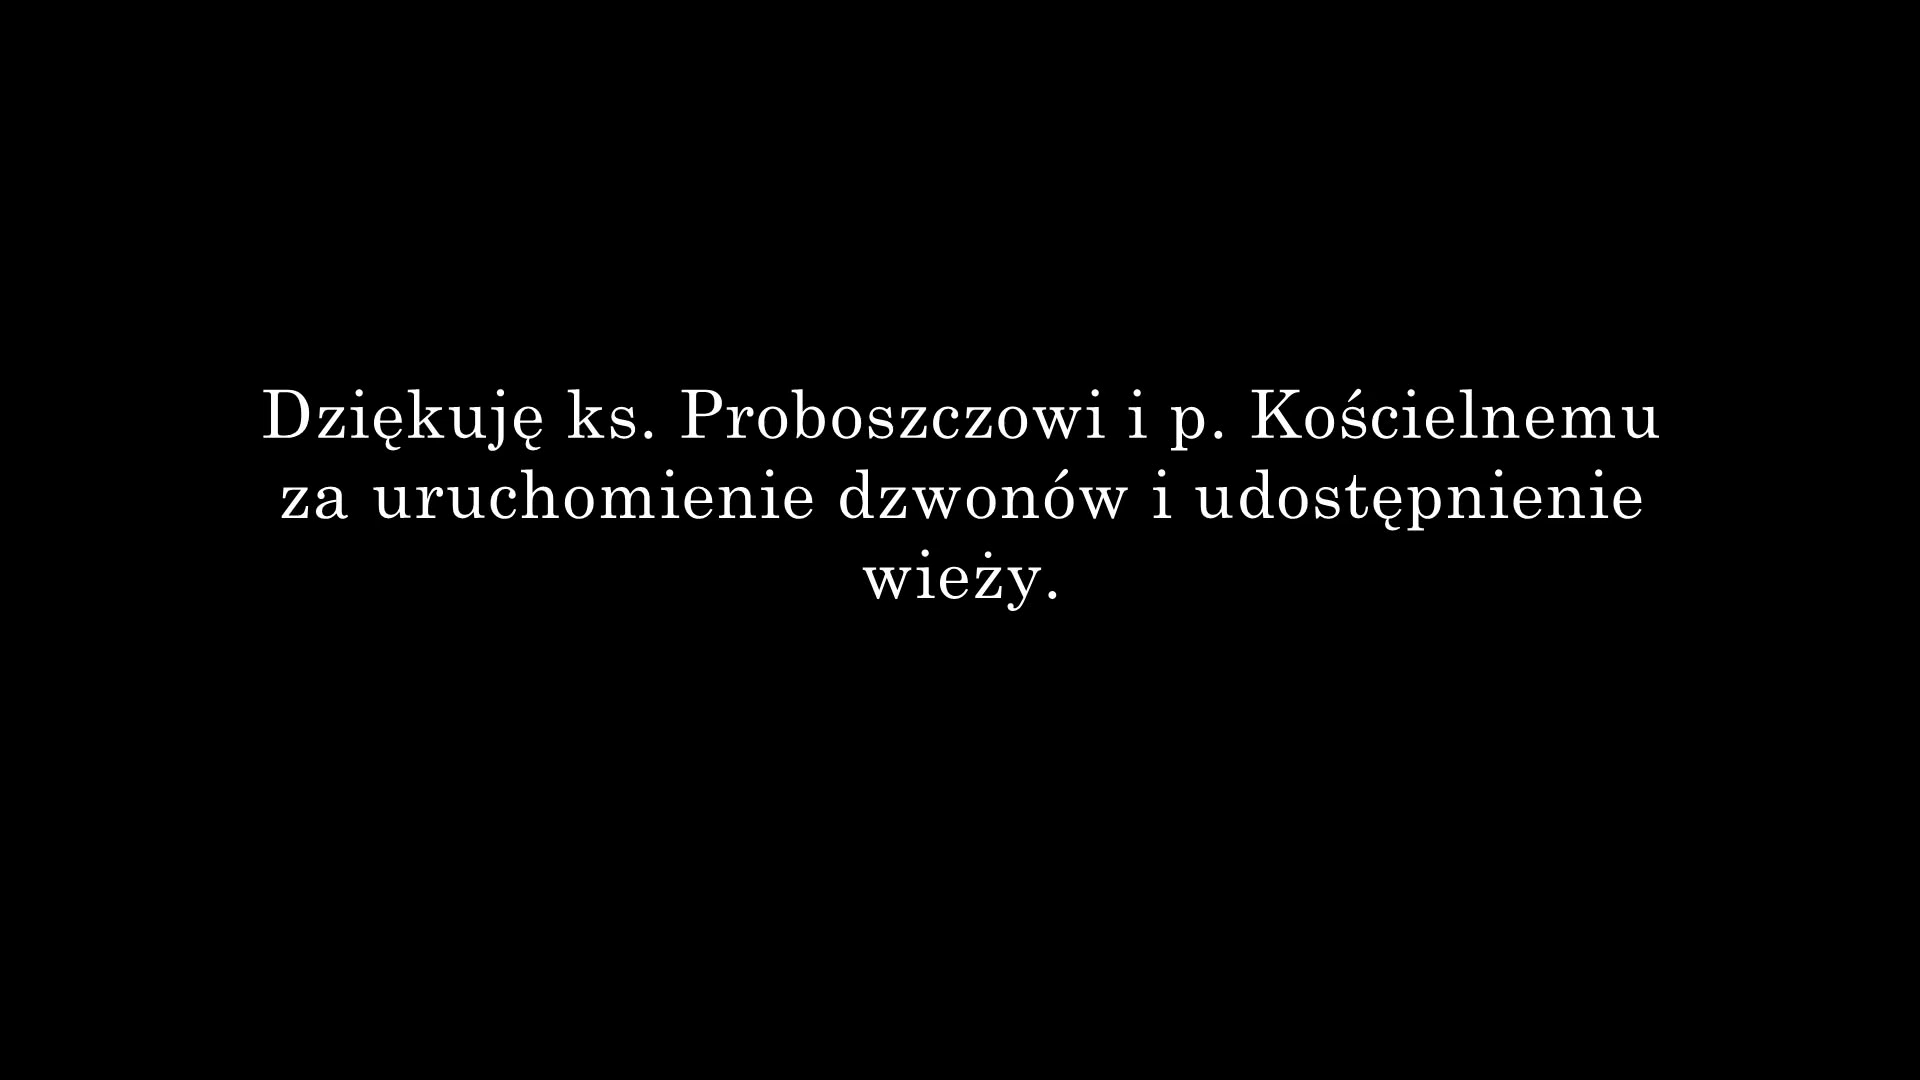 Dziękuję ks. Proboszczowi i p. Kościelnemu
za uruchomienie dzwonów i udostępnienie
wieży.